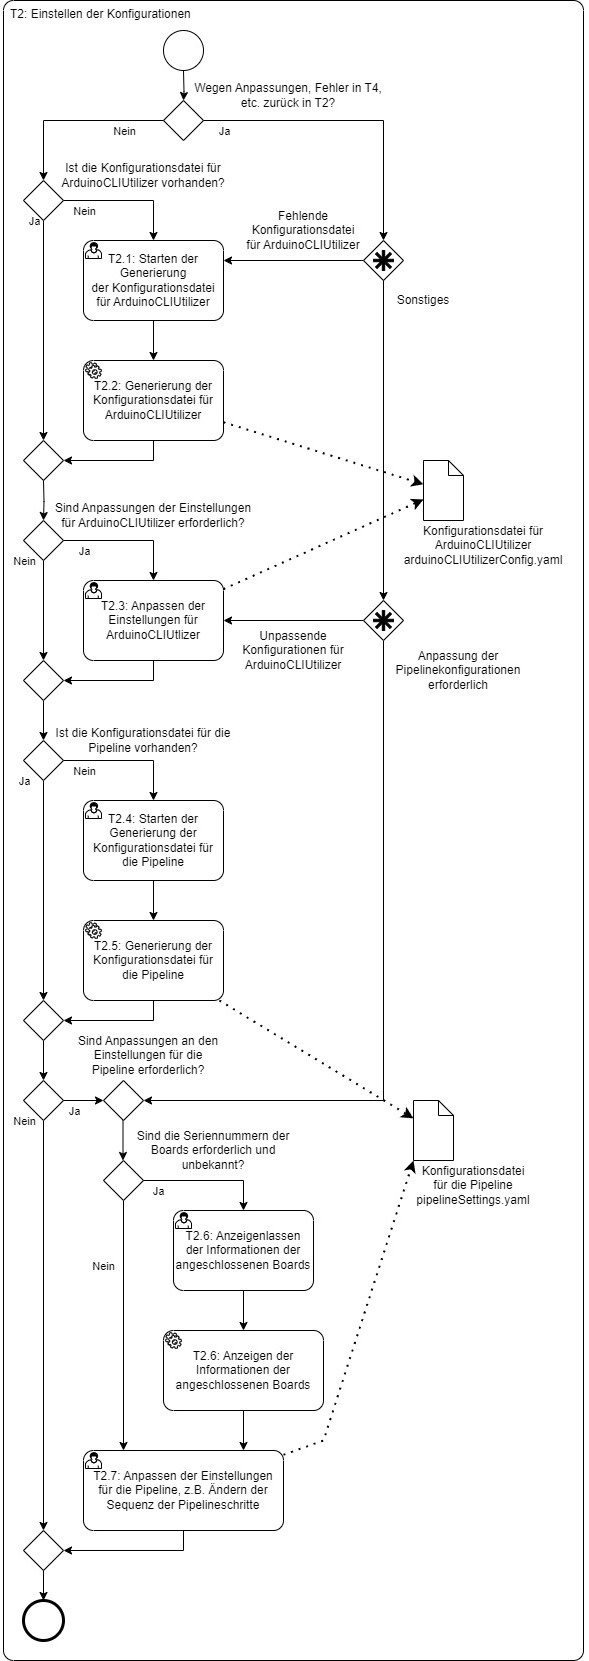 T2: Einstellen der Konfigurationen
Wegen Anpassungen, Fehler in T4,
etc. zurück in T2?
Nein
Ja
Ist die Konfigurationsdatei für
ArduinoCLIUtilizer vorhanden?
Ja
Nein
Fehlende
Konfigurationsdatei
für ArduinoCLIUtilizer
T2.1: Starten der
Generierung
der Konfigurationsdatei
für ArduinoCLIUtilizer
Sonstiges
T2.2: Generierung der
Konfigurationsdatei für
ArduinoCLIUtilizer
Sind Anpassungen der Einstellungen
für ArduinoCLIUtilizer erforderlich?
Konfigurationsdatei für
ArduinoCLIUtilizer
arduinoCLIUtilizerConfig.yaml
Nein
Ja
T2.3: Anpassen der
Einstellungen für
ArduinoCLIUtlizer
Unpassende
Konfigurationen für
ArduinoCLIUtilizer
Anpassung der
Pipelinekonfigurationen
erforderlich
Ist die Konfigurationsdatei für die
Pipeline vorhanden?
Ja
Nein
T2.4: Starten der
Generierung der
Konfigurationsdatei für
die Pipeline
T2.5: Generierung der
Konfigurationsdatei für
die Pipeline
Sind Anpassungen an den
Einstellungen für die
Pipeline erforderlich?
Nein
Ja
Sind die Seriennummern der
Boards erforderlich und
unbekannt?
Ja
Konfigurationsdatei
für die Pipeline
pipelineSettings.yaml
Nein
T2.6: Anzeigenlassen
der Informationen der
angeschlossenen Boards
T2.6: Anzeigen der
Informationen der
angeschlossenen Boards
T2.7: Anpassen der Einstellungen
für die Pipeline, z.B. Ändern der
Sequenz der Pipelineschritte